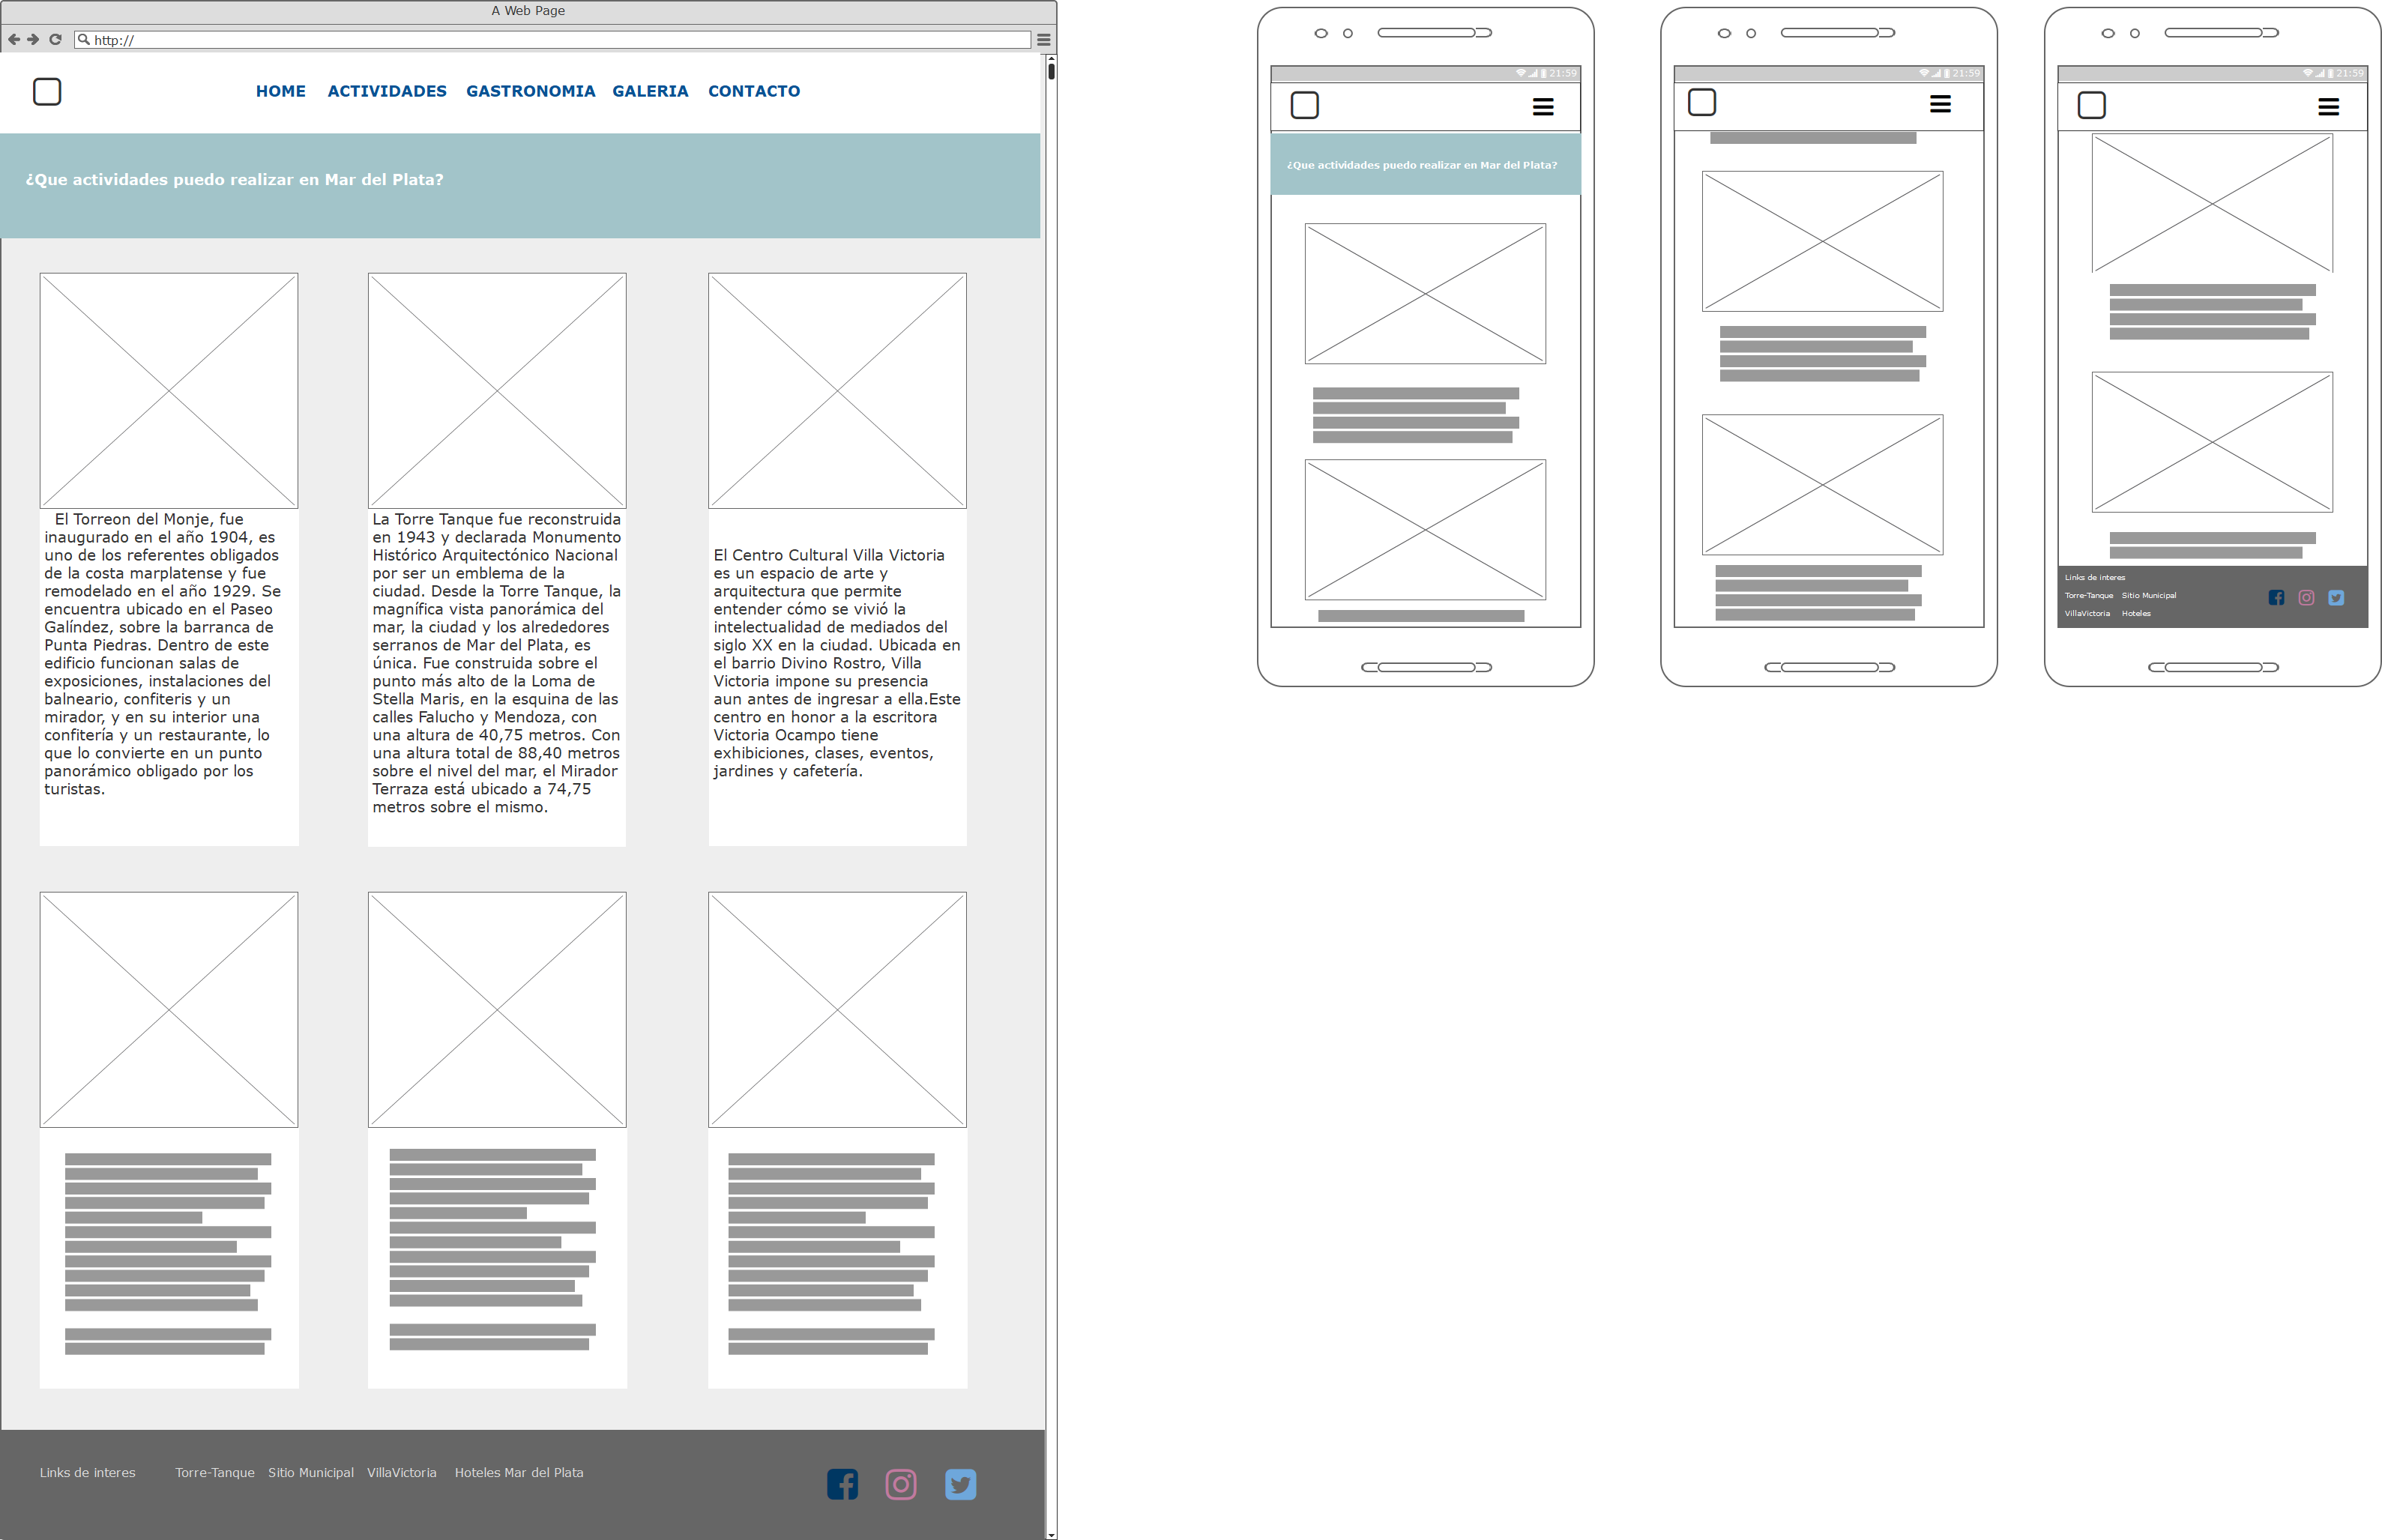 A Web Page
http://
HOME ACTIVIDADES GASTRONOMIA GALERIA CONTACTO
¿Que actividades puedo realizar en Mar del Plata?
El Torreon del Monje, fue
inaugurado en el año 1904, es
uno de los referentes obligados
de la costa marplatense y fue
remodelado en el año 1929. Se
encuentra ubicado en el Paseo
Galíndez, sobre la barranca de
Punta Piedras. Dentro de este
edificio funcionan salas de
exposiciones, instalaciones del
balneario, confiteris y un
mirador, y en su interior una
confitería y un restaurante, lo
que lo convierte en un punto
panorámico obligado por los
turistas.
La Torre Tanque fue reconstruida
en 1943 y declarada Monumento
Histórico Arquitectónico Nacional
por ser un emblema de la
ciudad. Desde la Torre Tanque, la
magnífica vista panorámica del
mar, la ciudad y los alrededores
serranos de Mar del Plata, es
única. Fue construida sobre el
punto más alto de la Loma de
Stella Maris, en la esquina de las
calles Falucho y Mendoza, con
una altura de 40,75 metros. Con
una altura total de 88,40 metros
sobre el nivel del mar, el Mirador
Terraza está ubicado a 74,75
metros sobre el mismo.
El Centro Cultural Villa Victoria
es un espacio de arte y
arquitectura que permite
entender cómo se vivió la
intelectualidad de mediados del
siglo XX en la ciudad. Ubicada en
el barrio Divino Rostro, Villa
Victoria impone su presencia
aun antes de ingresar a ella.Este
centro en honor a la escritora
Victoria Ocampo tiene
exhibiciones, clases, eventos,
jardines y cafetería.
Links de interes Torre-Tanque Sitio Municipal VillaVictoria Hoteles Mar del Plata
21:59
¿Que actividades puedo realizar en Mar del Plata?
21:59
21:59
Links de interes
Torre-Tanque Sitio Municipal
VillaVictoria Hoteles